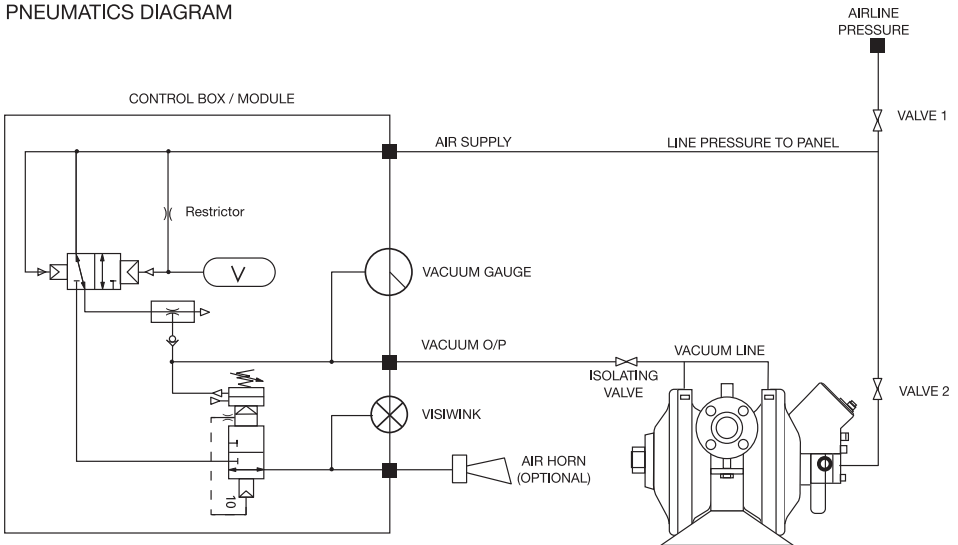 PNEUMATICS DIAGRAM
AIRLINE
PRESSURE
CONTROL BOX / MODULE
VALVE 1
AIR SUPPLY
LINE PRESSURE TO PANEL
Restrictor
V
VACUUM GAUGE
VACUUM O/P
VACUUM LINE
ISOLATING
VALVE
VALVE 2
VISIWINK
AIR HORN
(OPTIONAL)
10